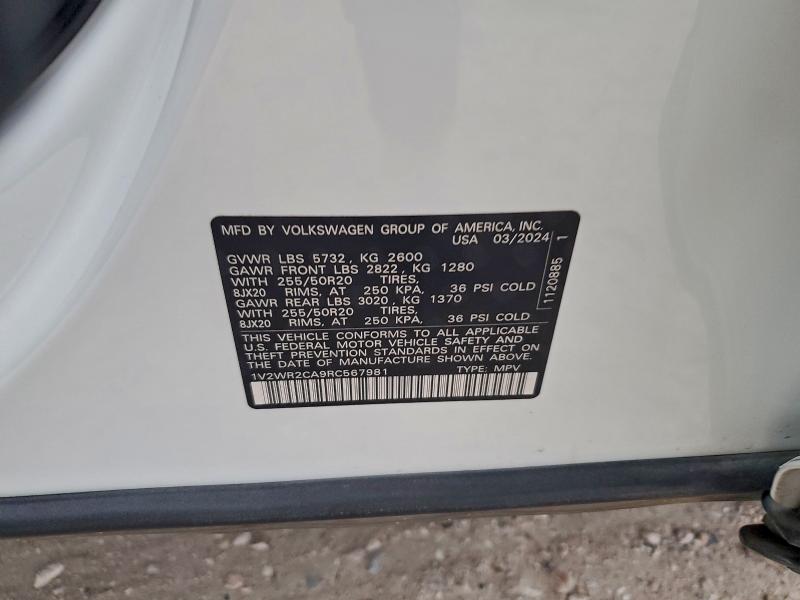 MFD BY VOLKSWAGEN GROUP OF AMERICA, INC.
USA 03/2024
GVWR LBS 5732 , KG 2600
GAWR FRONT LBS 2822 , KG 1280
WITH 255/50R20 TIRES,
8JX20 RIMS, AT 250 KPA, 36 PSI COLD
GAWR REAR LBS 3020 , KG 1370
WITH 255/50R20 TIRES,
8JX20 RIMS, AT 250 KPA, 36 PSI COLD
THIS VEHICLE CONFORMS TO ALL APPLICABLE
U.S. FEDERAL MOTOR VEHICLE SAFETY AND
THEFT PREVENTION STANDARDS IN EFFECT ON
THE DATE OF MANUFACTURE SHOWN ABOVE.
1V2WR2CA9RC567981 TYPE: MPV
1120885 1